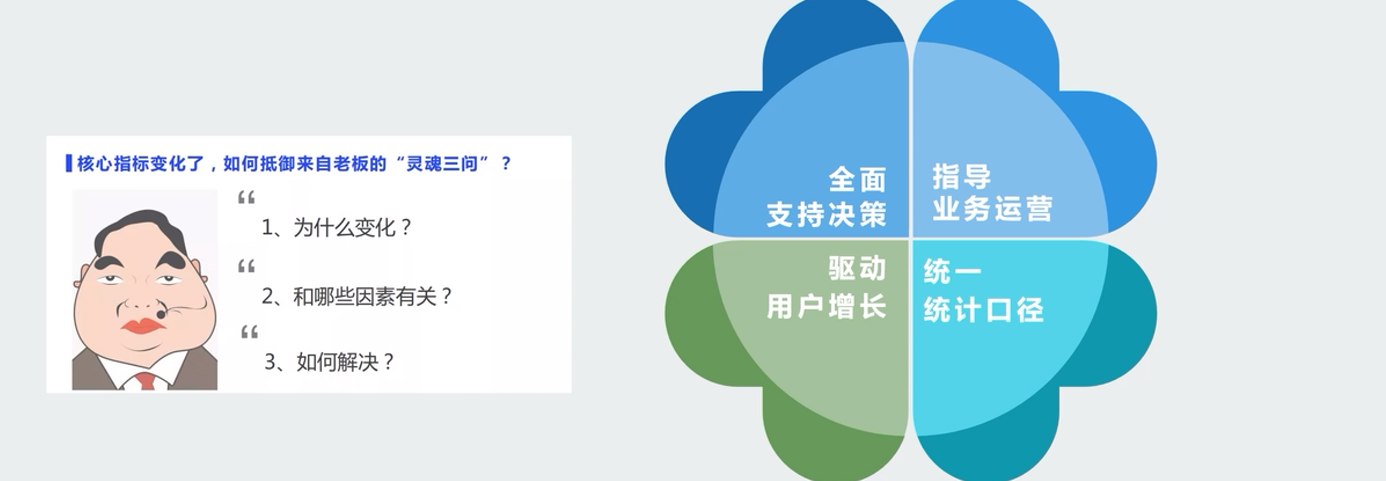 核心指标变化了，如何抵御来自老板的“灵魂三问”？
“
1、为什么变化？
“
2、和哪些因素有关？
“
3、如何解决？
全面
支持决策
指导
业务运营
驱动
用户增长
统一
统计口径